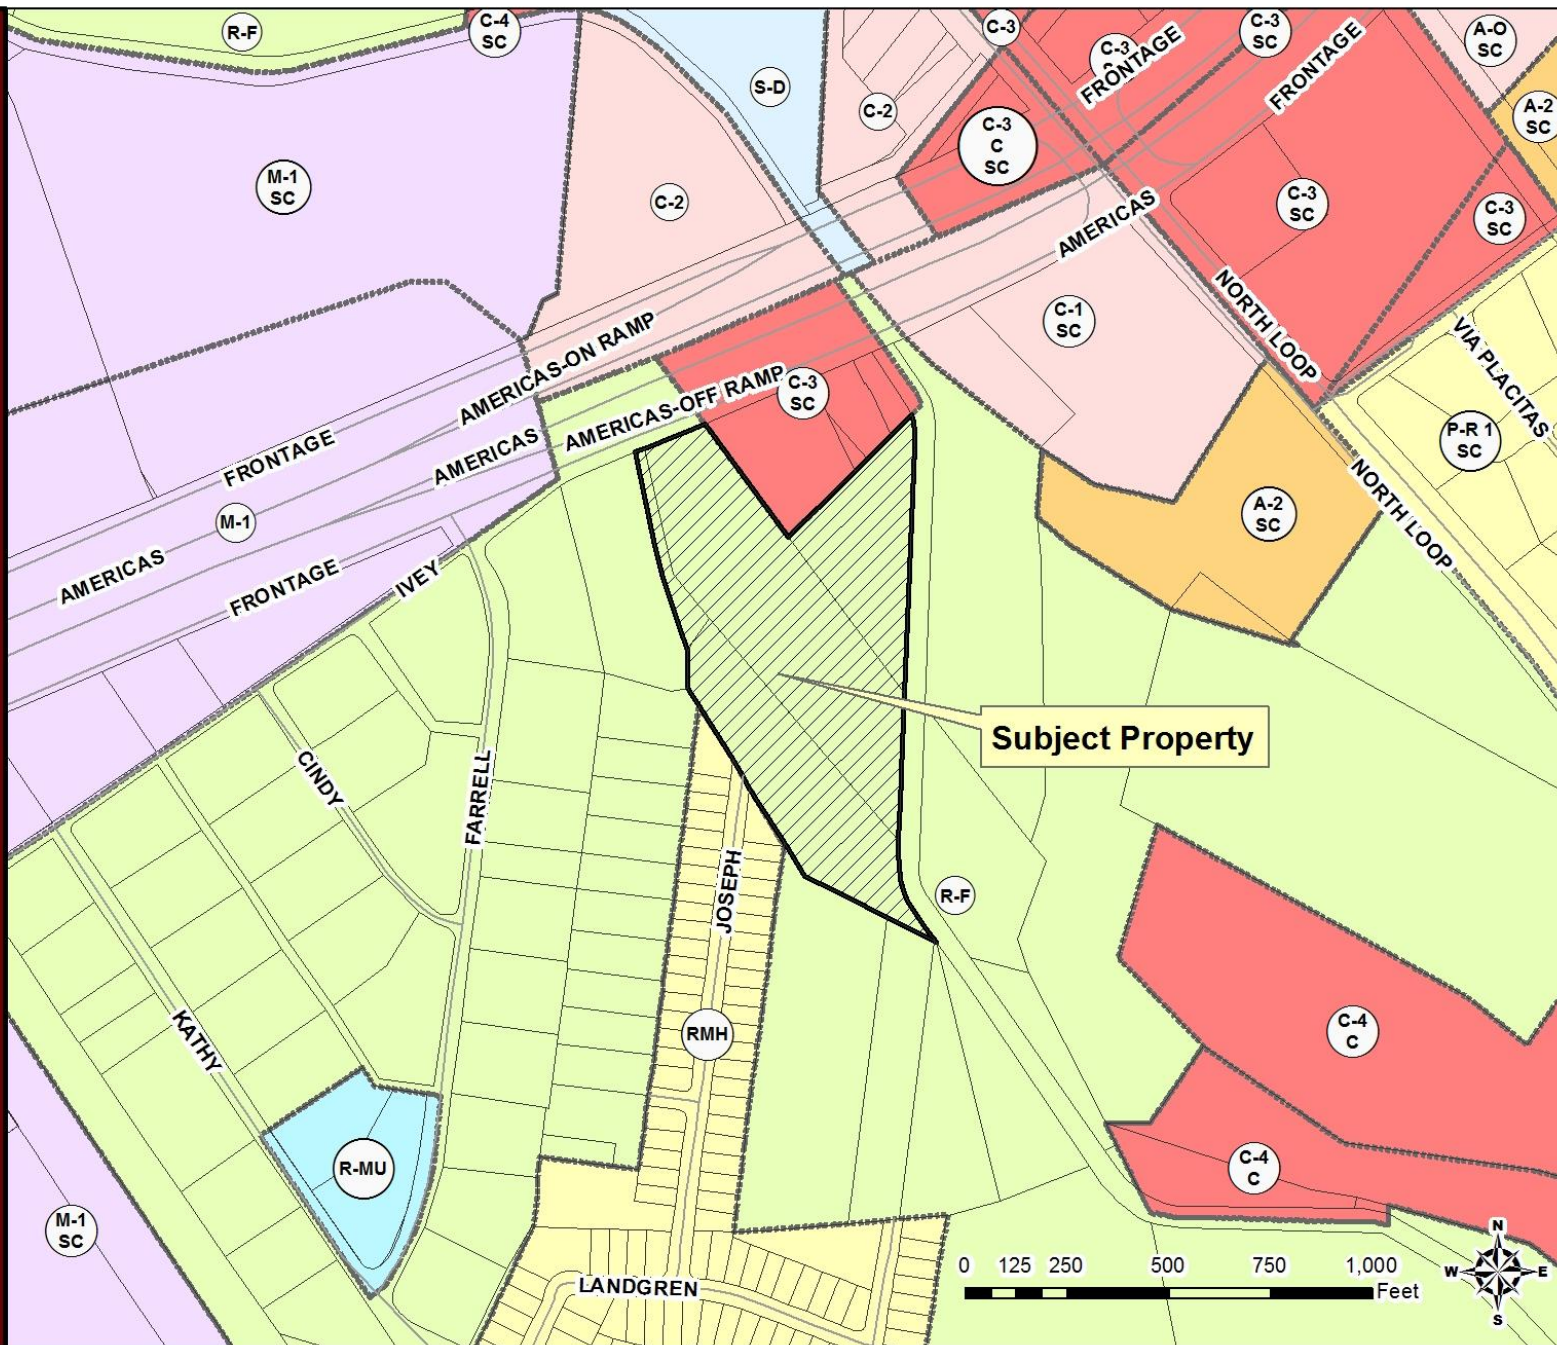 R-F
C-4
SC
C-3
C-3
FRONTAGE
C-3
SC
FRONTAGE
A-O
SC
S-D
C-2
A-2
SC
C-3
C
SC
M-1
SC
C-2
C-3
SC
C-3
SC
AMERICAS
C-1
SC
NORTH LOOP
VIA PLACITAS
AMERICAS-ON RAMP
AMERICAS-OFF RAMP
C-3
SC
P-R 1
SC
FRONTAGE
AMERICAS
NORTH LOOP
A-2
SC
M-1
AMERICAS
FRONTAGE
IVEY
Subject Property
CINDY
FARRELL
JOSEPH
R-F
KATHY
RMH
C-4
C
R-MU
C-4
C
M-1
SC
LANDGREN
0 125 250 500 750 1,000
Feet
N
W E
S